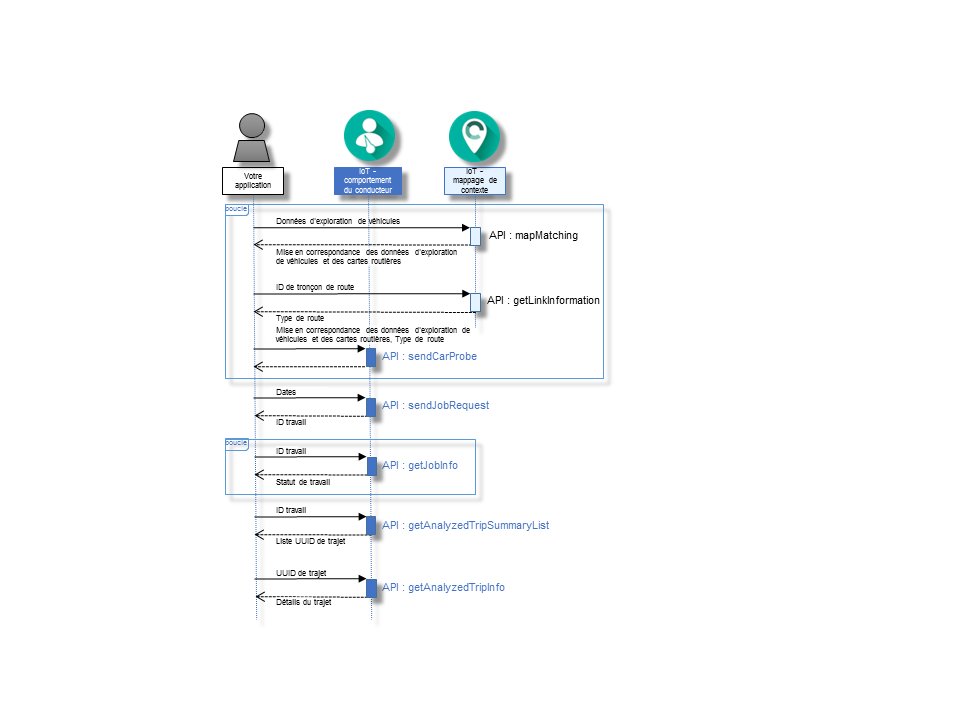 Votre
application
IoT -
comportement
du conducteur
IoT -
mappage de
contexte
boucle
Données d'exploration de véhicules
API : mapMatching
Mise en correspondance des données d'exploration
de véhicules et des cartes routières
ID de tronçon de route
API : getLinkInformation
Type de route
Mise en correspondance des données d'exploration de
véhicules et des cartes routières, Type de route
API : sendCarProbe
Dates
API : sendJobRequest
ID travail
boucle
ID travail
API : getJobInfo
Statut de travail
ID travail
API : getAnalyzedTripSummaryList
Liste UUID de trajet
UUID de trajet
API : getAnalyzedTripInfo
Détails du trajet